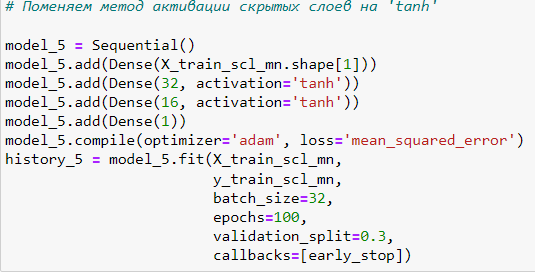 # Поменяем метод активации скрытых слоев на 'tanh'
model_5 = Sequential()
model_5.add(Dense(X_train_scl_mn.shape[1]))
model_5.add(Dense(32, activation='tanh'))
model_5.add(Dense(16, activation='tanh'))
model_5.add(Dense(1))
model_5.compile(optimizer='adam', loss='mean_squared_error')
history_5 = model_5.fit(X_train_scl_mn,
y_train_scl_mn,
batch_size=32,
epochs=100,
validation_split=0.3,
callbacks=[early_stop])